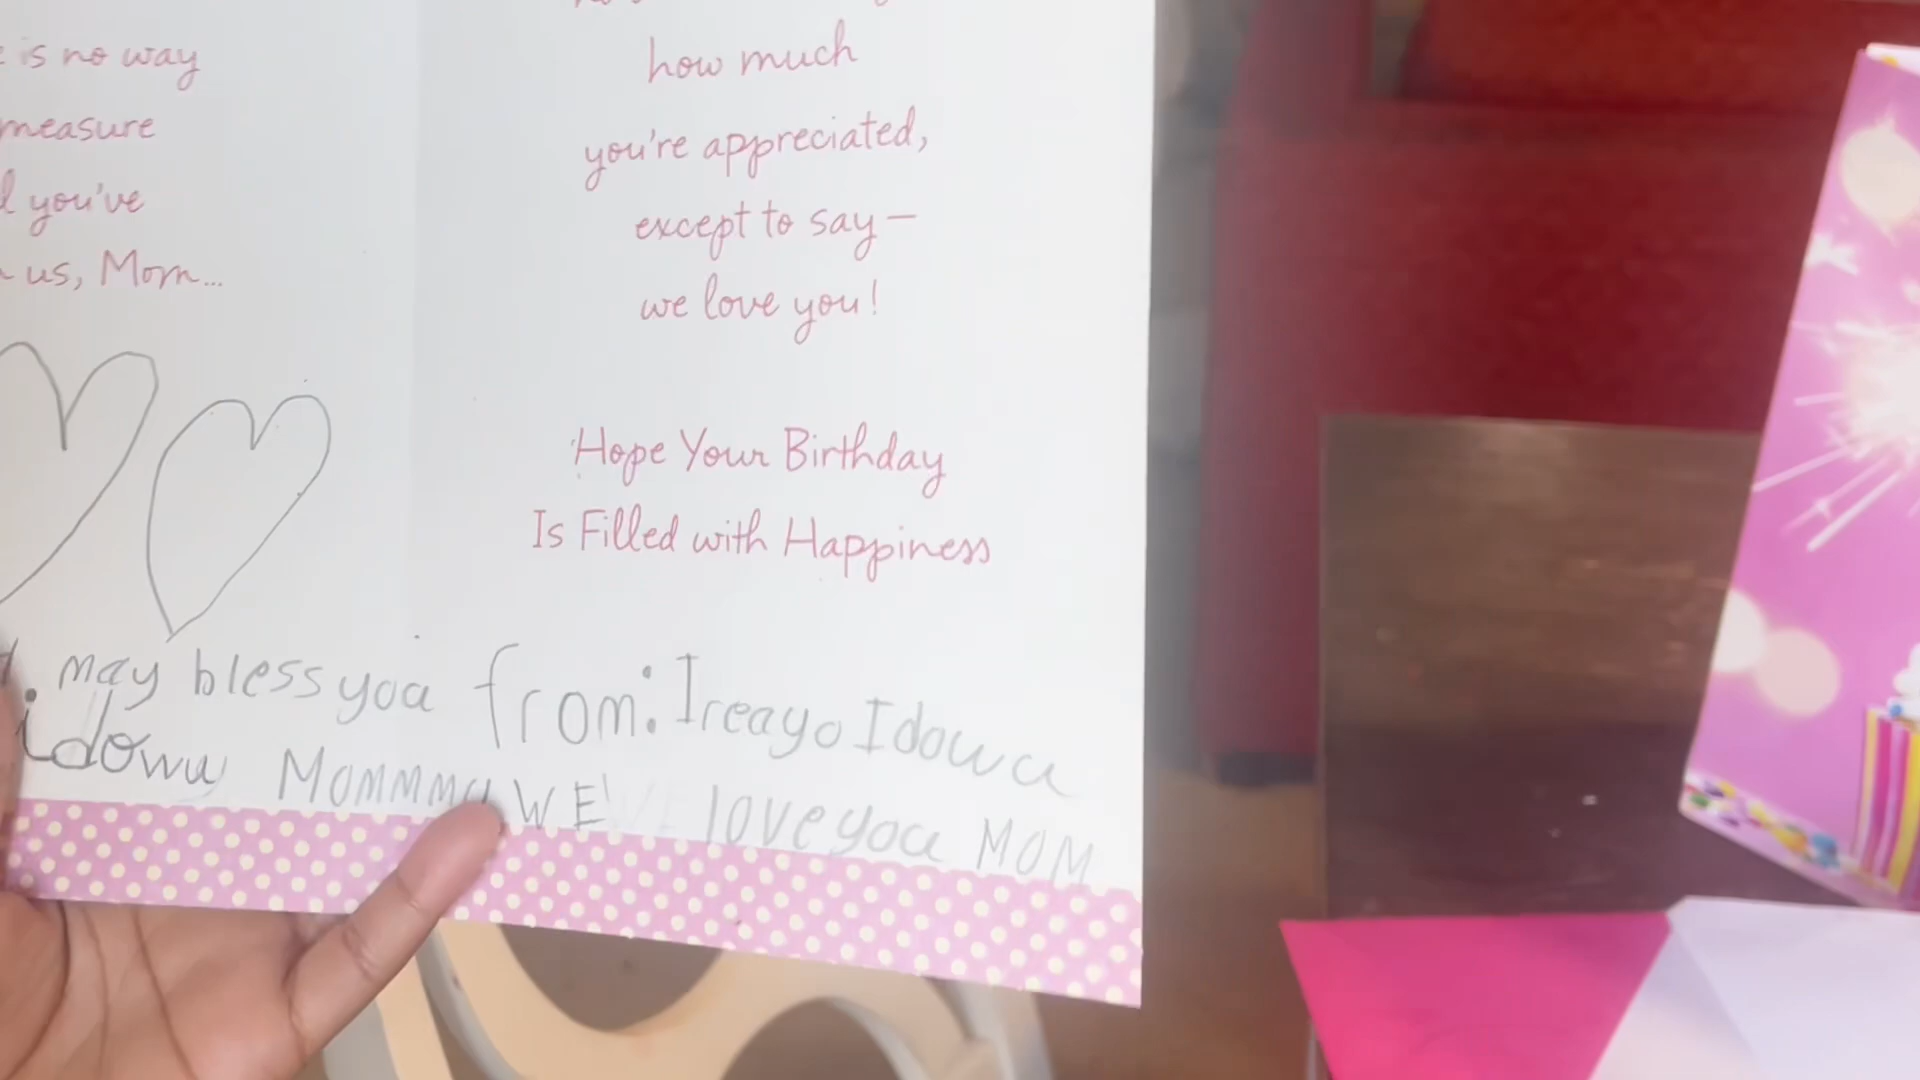 is no way
measure
you've
us, Mom...
how much
you're appreciated,
except to say—
we love you!
Hope Your Birthday
Is Filled with Happiness
may bless you from: Ireayo Idowu
idowu Mommmy WE love you MOM